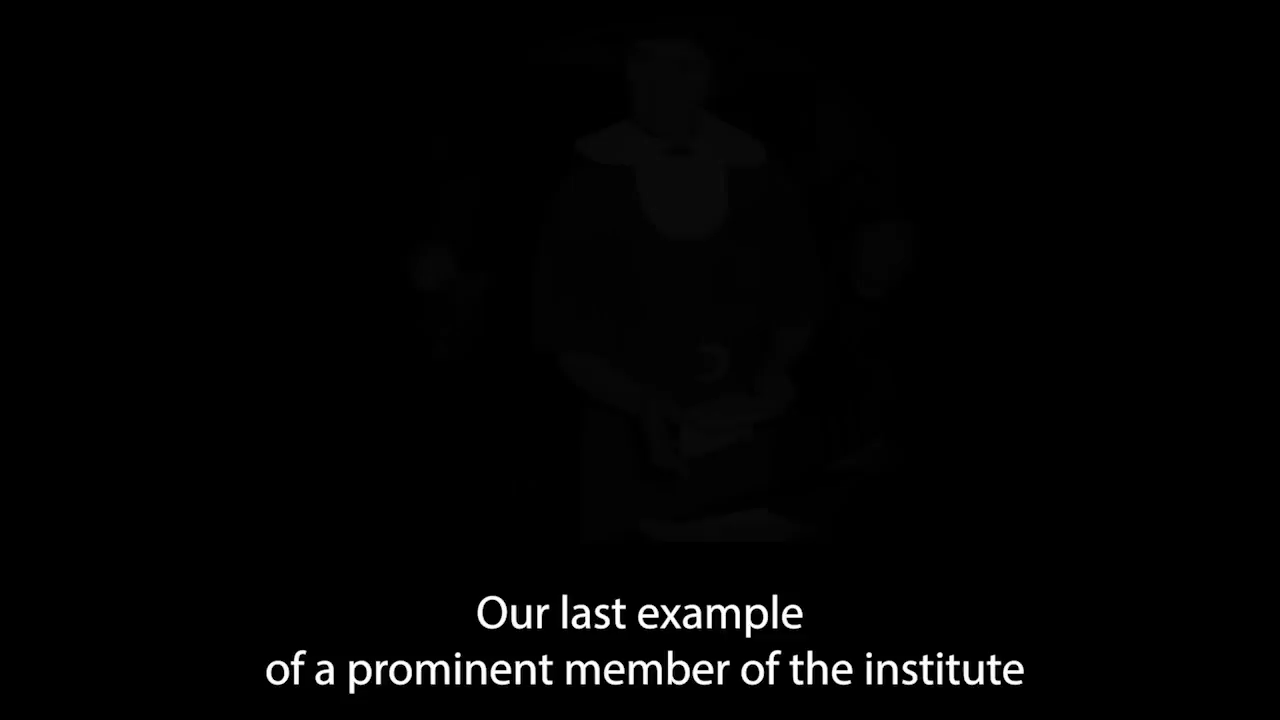 Our last example
of a prominent member of the institute